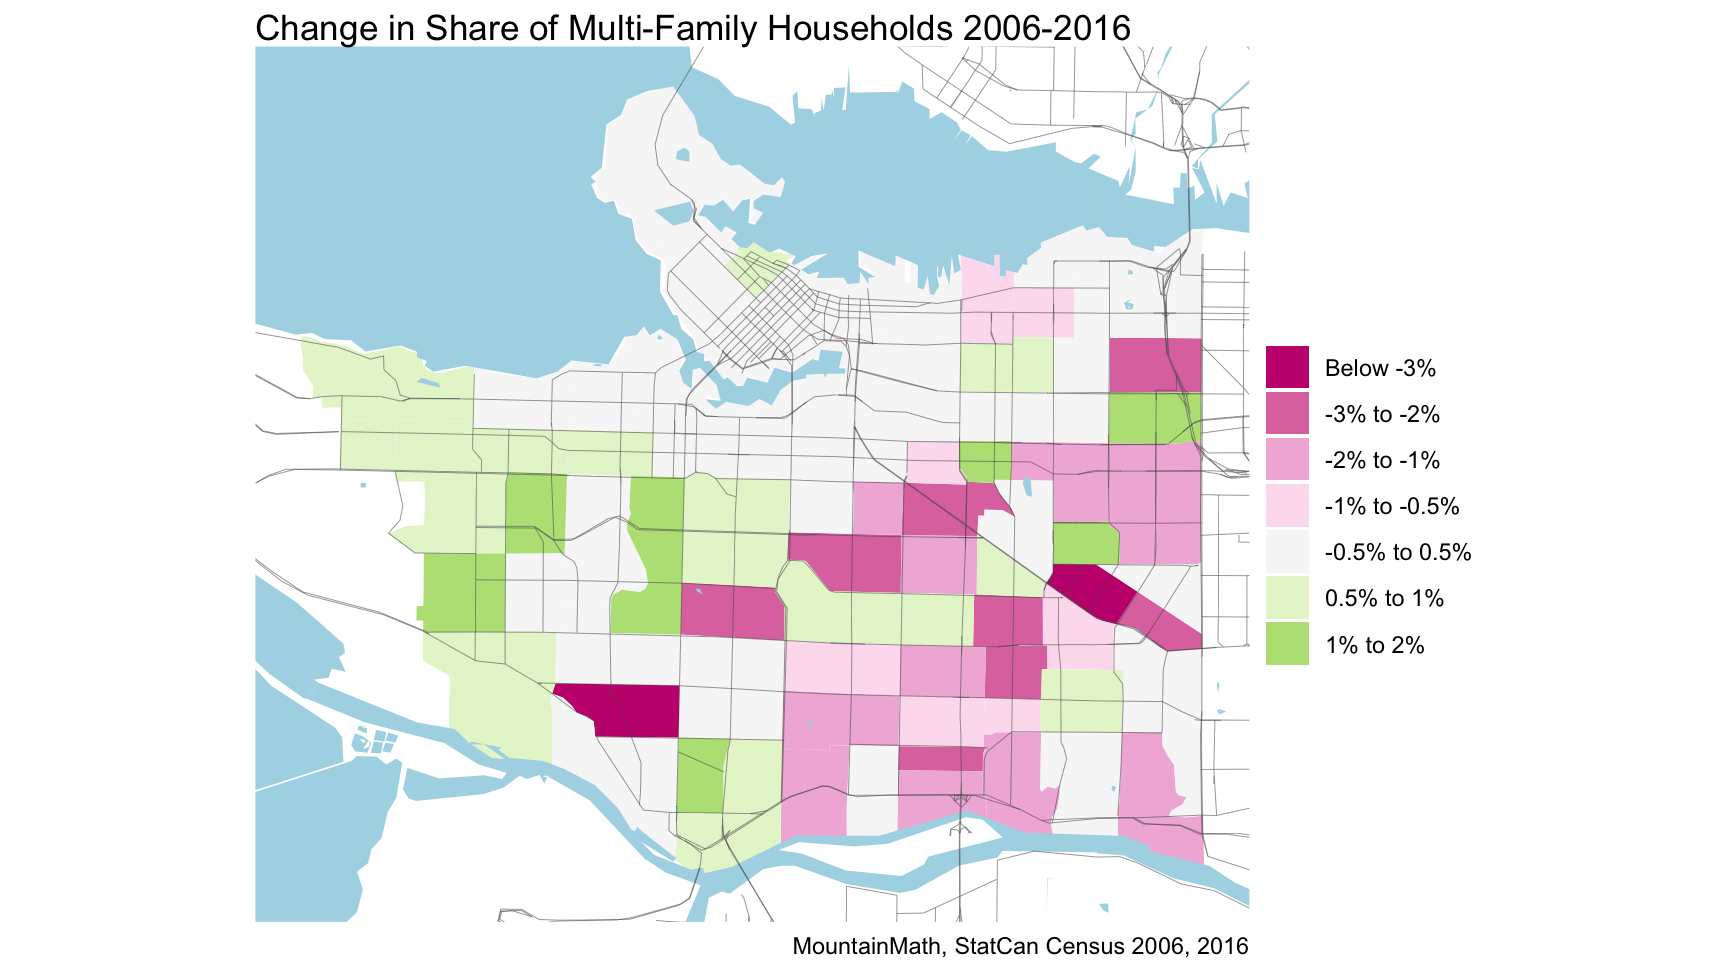 Change in Share of Multi-Family Households 2006-2016
Below -3%
-3% to -2%
-2% to -1%
-1% to -0.5%
-0.5% to 0.5%
0.5% to 1%
1% to 2%
MountainMath, StatCan Census 2006, 2016